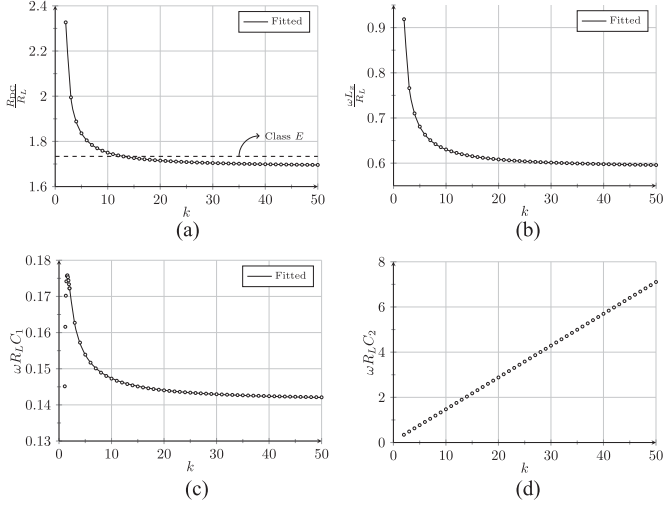 2.4
2.2
2
1.8
1.6
R_DC/R_L
Fitted
Class E
0 10 20 30 40 50
k
(a)
0.9
0.8
0.7
0.6
ωL_x/R_L
Fitted
0 10 20 30 40 50
k
(b)
0.18
0.17
0.16
0.15
0.14
0.13
ωR_LC_1
Fitted
0 10 20 30 40 50
k
(c)
8
6
4
2
0
ωR_LC_2
0 10 20 30 40 50
k
(d)